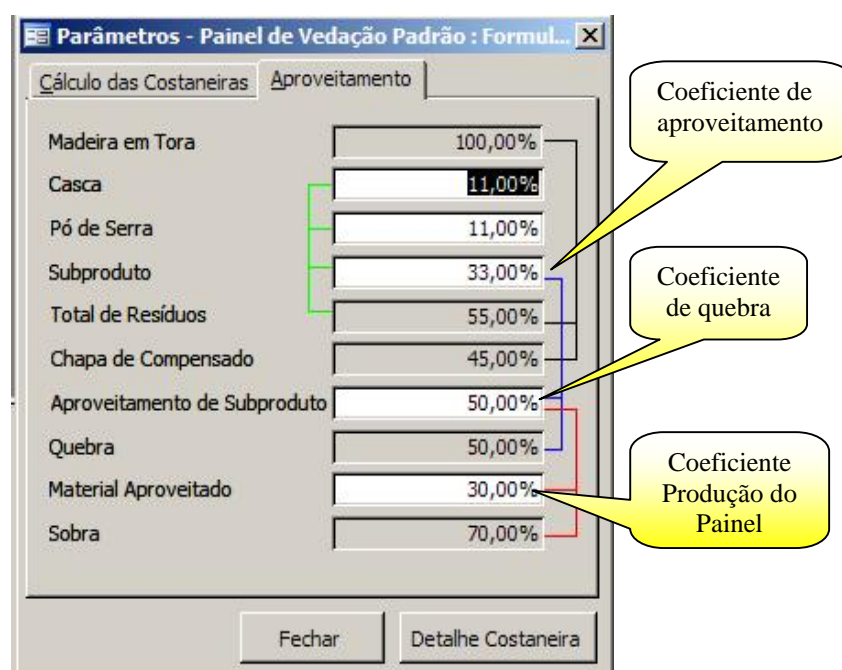 Parâmetros - Painel de Vedação Padrão : Formul...
Cálculo das Costaneiras
Aproveitamento
Madeira em Tora 100,00%
Casca 11,00%
Pó de Serra 11,00%
Subproduto 33,00%
Total de Resíduos 55,00%
Chapa de Compensado 45,00%
Aproveitamento de Subproduto 50,00%
Quebra 50,00%
Material Aproveitado 30,00%
Sobra 70,00%
Fechar
Detalhe Costaneira
Coeficiente de
aproveitamento
Coeficiente
de quebra
Coeficiente
Produção do
Painel